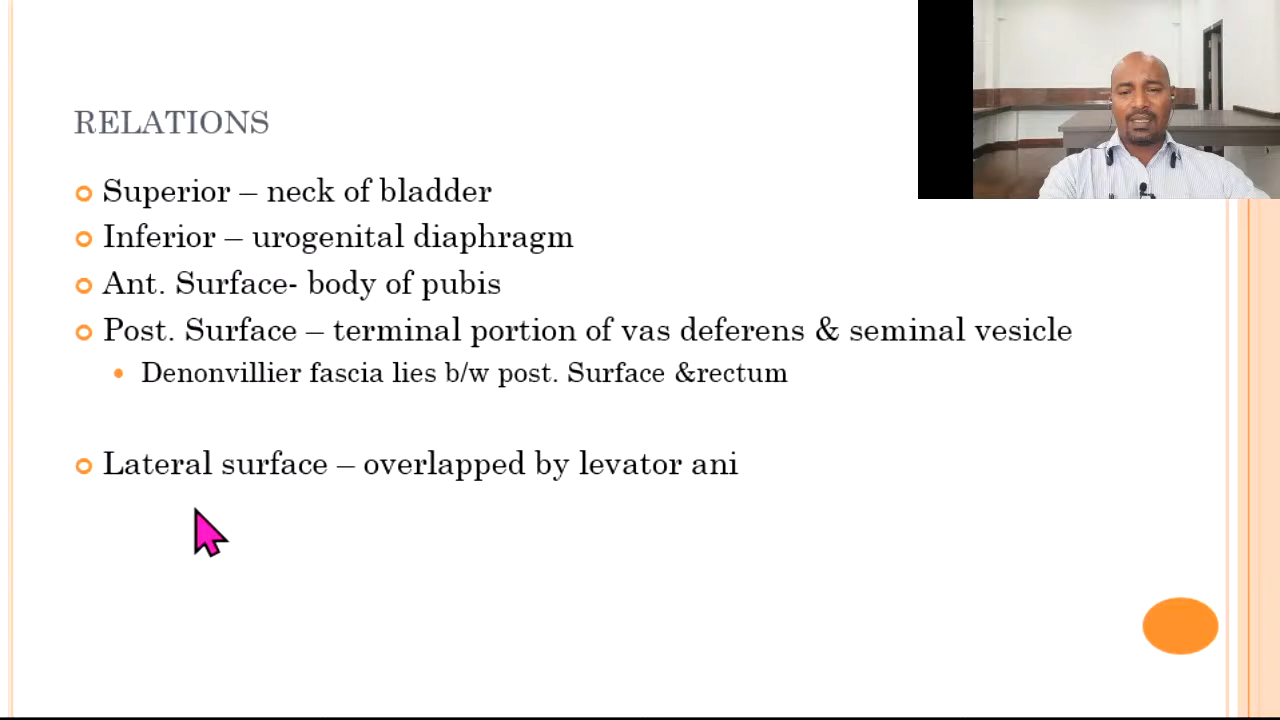 RELATIONS
Superior – neck of bladder
Inferior – urogenital diaphragm
Ant. Surface- body of pubis
Post. Surface – terminal portion of vas deferens & seminal vesicle
Denonvillier fascia lies b/w post. Surface &rectum
Lateral surface – overlapped by levator ani